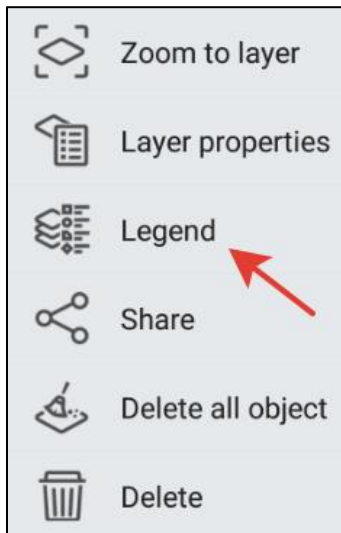 Zoom to layer
Layer properties
Legend
Share
Delete all object
Delete